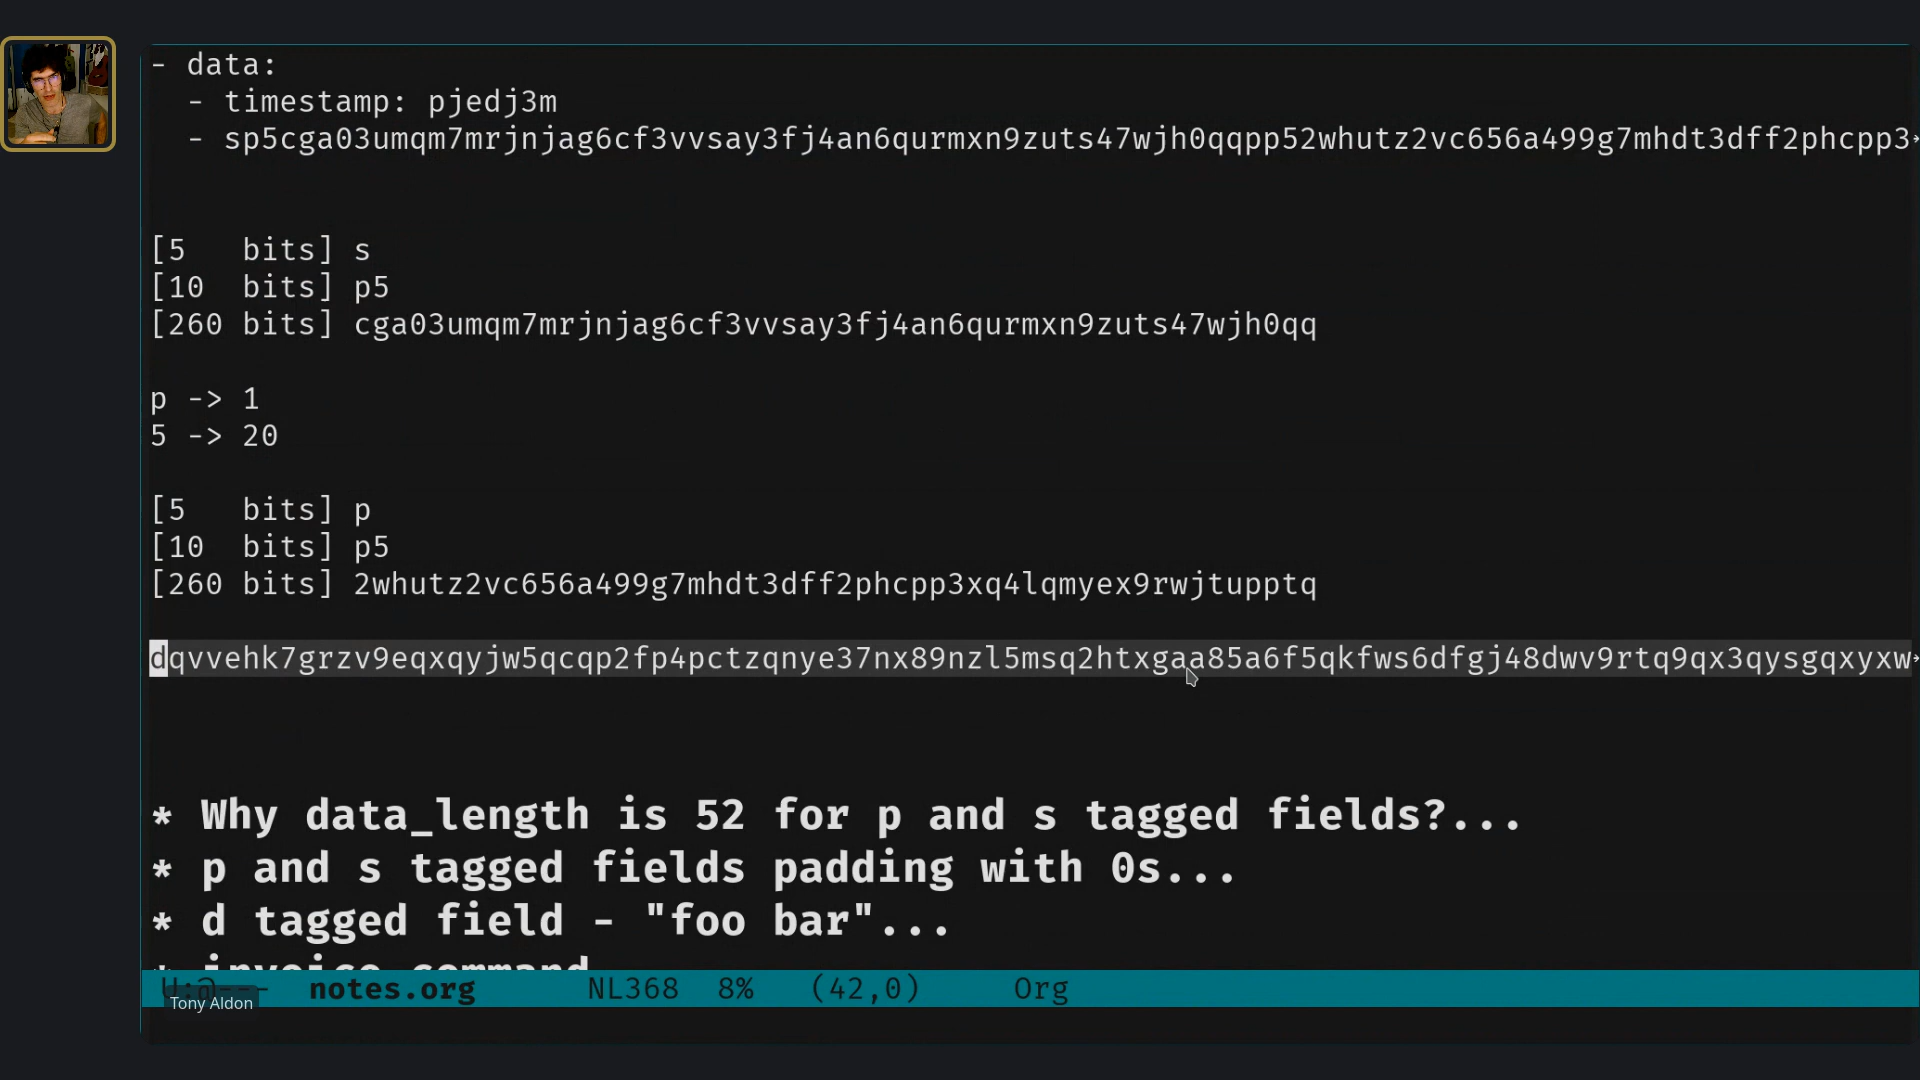 - data:
- timestamp: pjedj3m
- sp5cga03umqm7mrjnjag6cf3vvsay3fj4an6qurmxn9zuts47wjh0qqpp52whutz2vc656a499g7mhdt3dff2phcpp3
[5   bits] s
[10  bits] p5
[260 bits] cga03umqm7mrjnjag6cf3vvsay3fj4an6qurmxn9zuts47wjh0qq
p -> 1
5 -> 20
[5   bits] p
[10  bits] p5
[260 bits] 2whutz2vc656a499g7mhdt3dff2phcpp3xq4lqmyex9rwjtupptq
dqvvehk7grzv9eqxqyjw5qcqp2fp4pctzqnye37nx89nzl5msq2htxgaa85a6f5qkfws6dfgj48dwv9rtq9qx3qysgqxyxw
* Why data_length is 52 for p and s tagged fields?...
* p and s tagged fields padding with 0s...
* d tagged field - "foo bar"...
* invoice command
U:@--- notes.org NL368 8% (42,0) Org
Tony Aldon